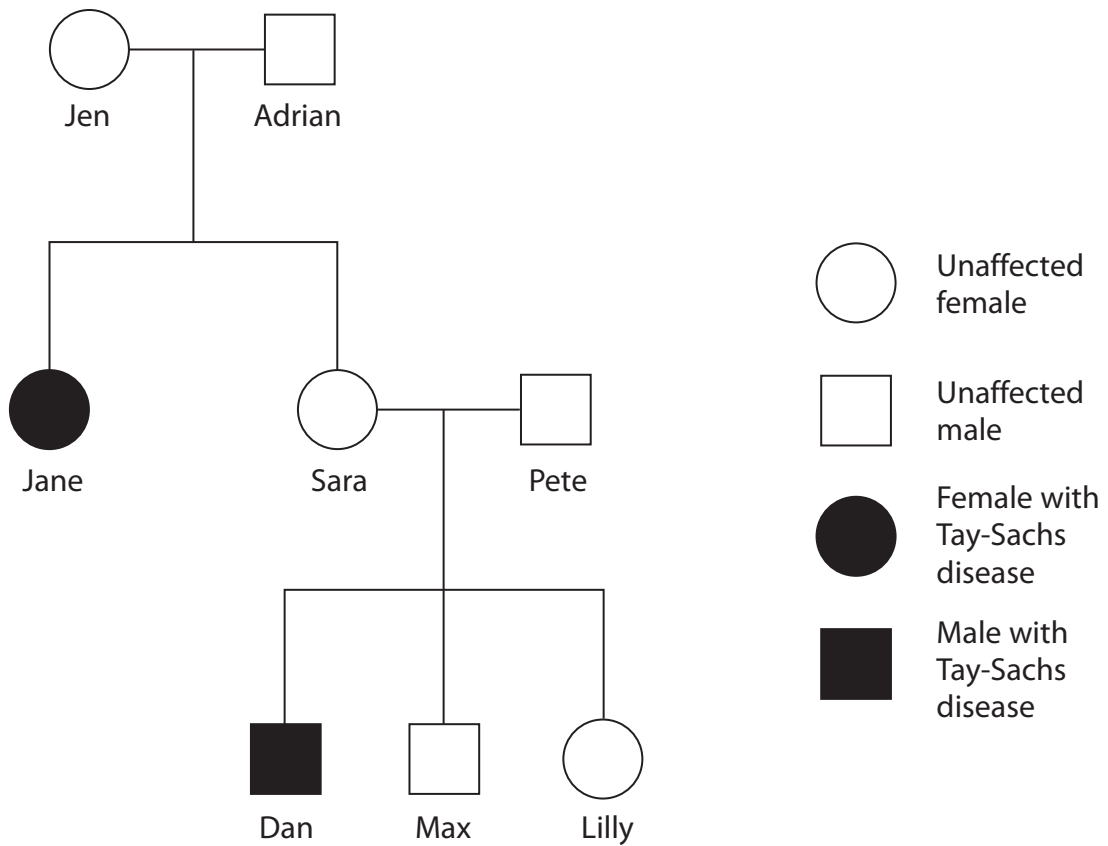 Jen
Adrian
Jane
Sara
Pete
Dan
Max
Lilly
Unaffected
female
Unaffected
male
Female with
Tay-Sachs
disease
Male with
Tay-Sachs
disease